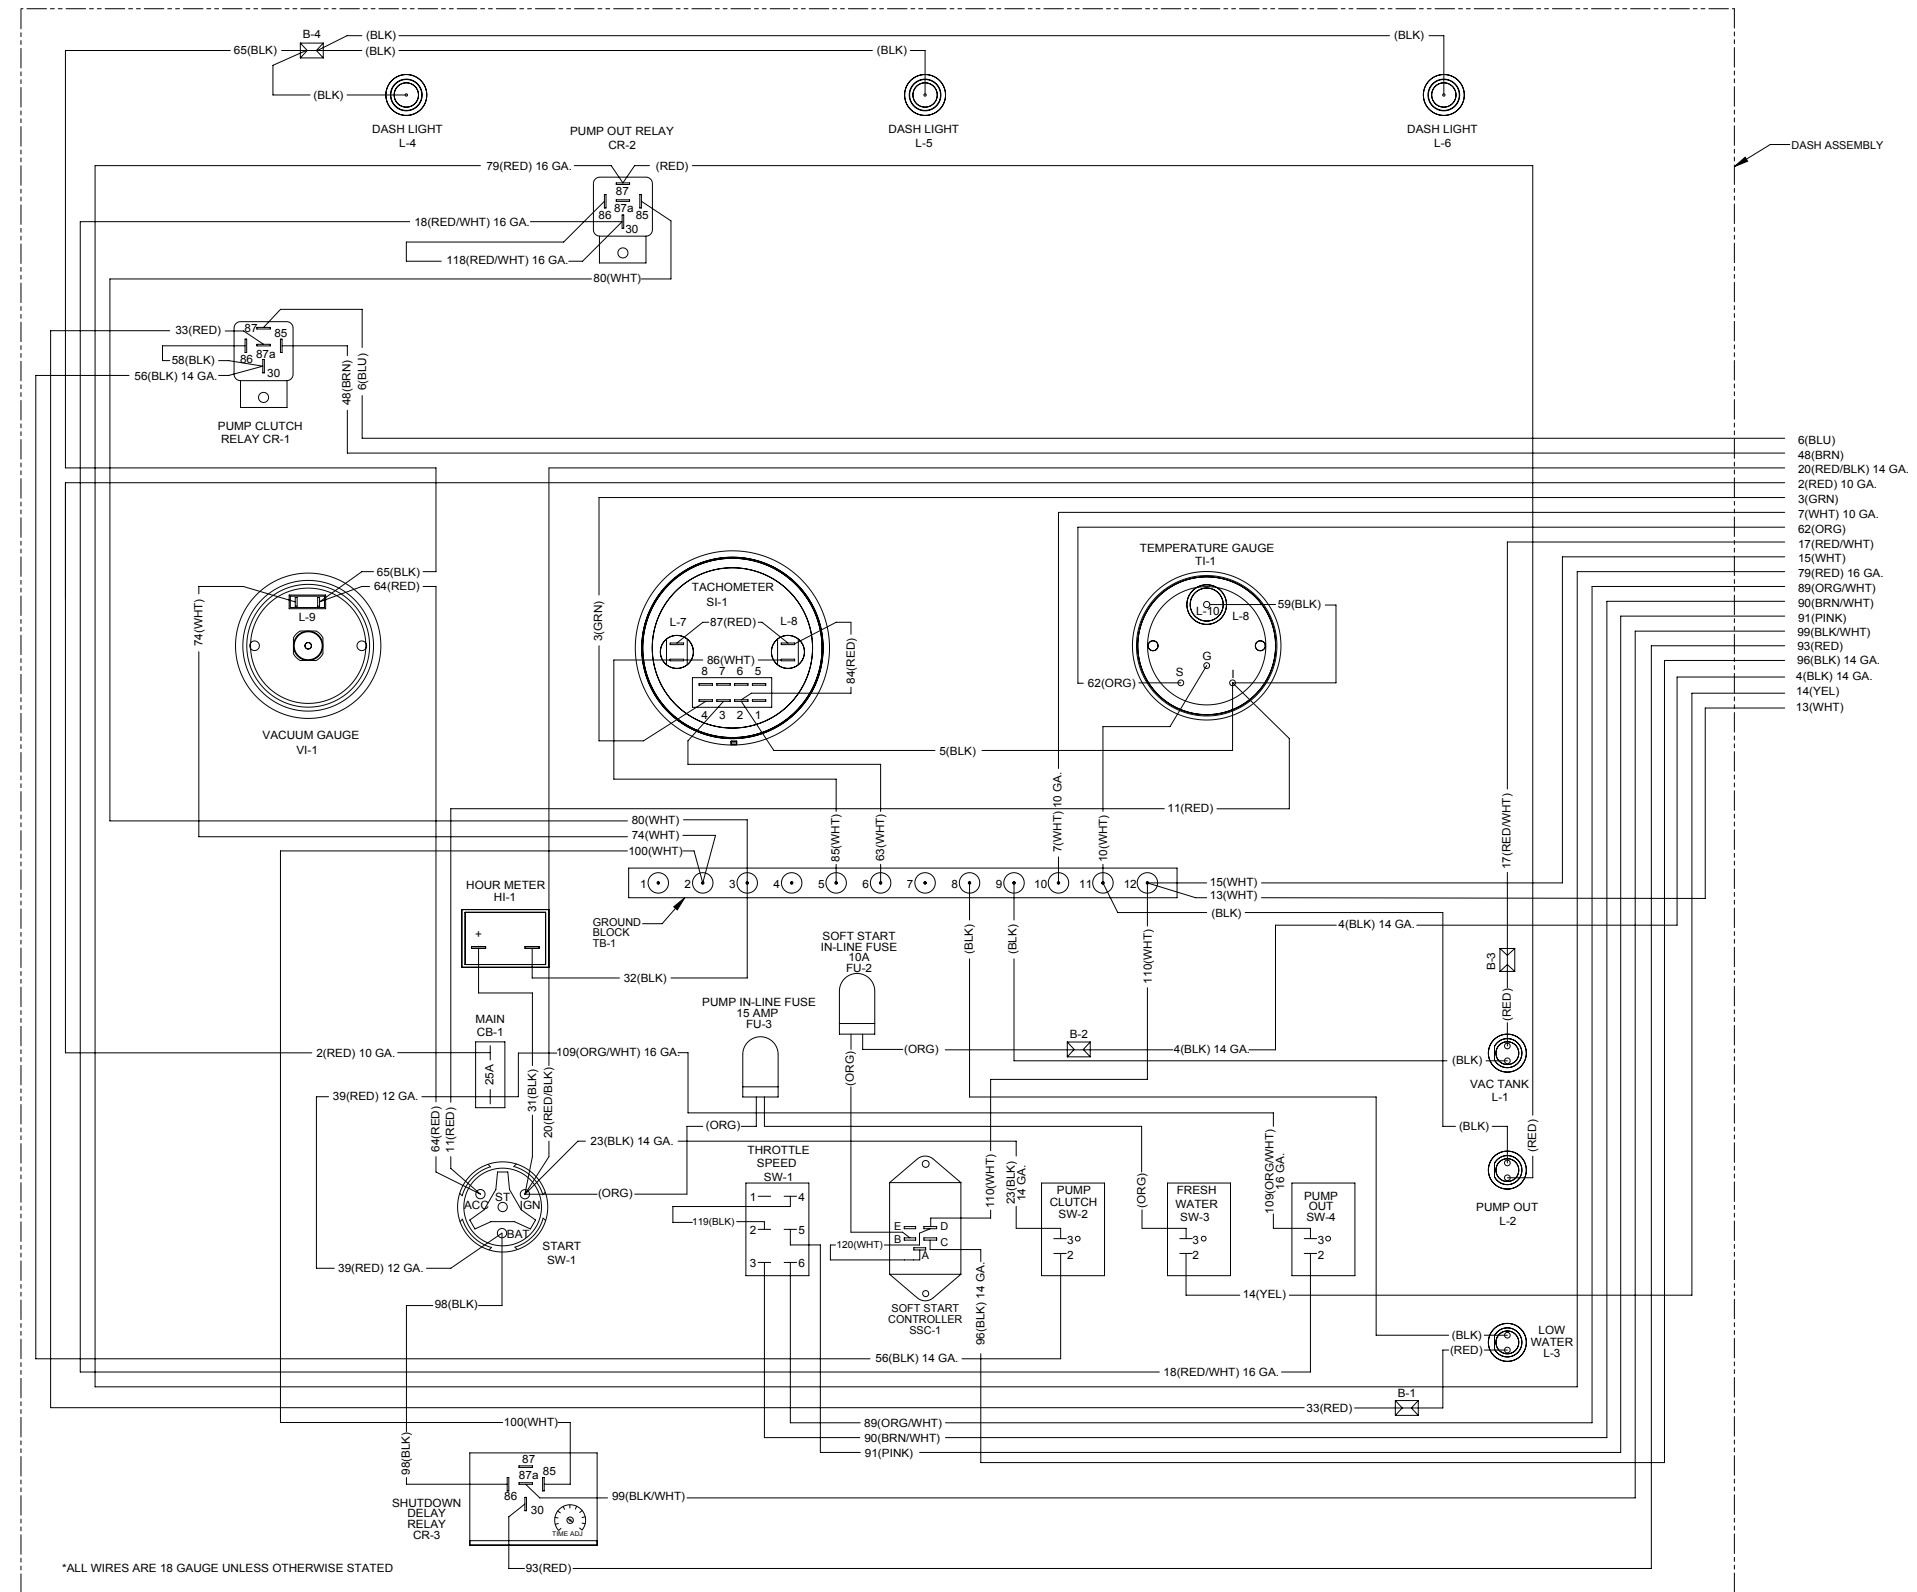 B-4
(BLK)
(BLK)
65(BLK)
(BLK)
(BLK)
(BLK)
DASH LIGHT
L-4
DASH LIGHT
L-5
DASH LIGHT
L-6
DASH ASSEMBLY
PUMP OUT RELAY
CR-2
79(RED) 16 GA.
(RED)
87
87a
86
85
30
18(RED/WHT) 16 GA.
118(RED/WHT) 16 GA.
80(WHT)
33(RED)
87
85
87a
86
58(BLK)
30
56(BLK) 14 GA.
48(BRN)
6(BLU)
PUMP CLUTCH
RELAY CR-1
6(BLU)
48(BRN)
20(RED/BLK) 14 GA.
2(RED) 10 GA.
3(GRN)
7(WHT) 10 GA.
62(ORG)
17(RED/WHT)
15(WHT)
79(RED) 16 GA.
89(ORG/WHT)
90(BRN/WHT)
91(PINK)
99(BLK/WHT)
93(RED)
96(BLK) 14 GA.
4(BLK) 14 GA.
14(YEL)
13(WHT)
65(BLK)
64(RED)
74(WHT)
L-9
VACUUM GAUGE
VI-1
TACHOMETER
SI-1
L-7
87(RED)
L-8
86(WHT)
84(RED)
3(GRN)
8 7 6 5
4 3 2 1
TEMPERATURE GAUGE
TI-1
L-10
L-8
59(BLK)
G
S
I
62(ORG)
5(BLK)
11(RED)
80(WHT)
74(WHT)
100(WHT)
85(WHT)
63(WHT)
7(WHT) 10 GA.
10(WHT)
17(RED/WHT)
1 2 3 4 5 6 7 8 9 10 11 12
15(WHT)
13(WHT)
(BLK)
GROUND
BLOCK
TB-1
HOUR METER
HI-1
+
32(BLK)
SOFT START
IN-LINE FUSE
10A
FU-2
(BLK)
(BLK)
110(WHT)
4(BLK) 14 GA.
B-3
(RED)
PUMP IN-LINE FUSE
15 AMP
FU-3
MAIN
CB-1
25A
2(RED) 10 GA.
109(ORG/WHT) 16 GA.
39(RED) 12 GA.
B-2
(ORG)
4(BLK) 14 GA.
(ORG)
(BLK)
VAC TANK
L-1
64(RED)
11(RED)
31(BLK)
20(RED/BLK)
23(BLK) 14 GA.
(ORG)
(BLK)
(RED)
PUMP OUT
L-2
ACC
ST
IGN
BAT
START
SW-1
(ORG)
39(RED) 12 GA.
98(BLK)
THROTTLE
SPEED
SW-1
1 4
2 5
3 6
119(BLK)
120(WHT)
E
D
B
C
A
SOFT START
CONTROLLER
SSC-1
110(WHT)
96(BLK) 14 GA.
23(BLK)
14 GA.
PUMP
CLUTCH
SW-2
3
2
(ORG)
FRESH
WATER
SW-3
3
2
109(ORG/WHT)
16 GA.
PUMP
OUT
SW-4
3
2
14(YEL)
(BLK)
(RED)
LOW
WATER
L-3
56(BLK) 14 GA.
18(RED/WHT) 16 GA.
B-1
33(RED)
100(WHT)
89(ORG/WHT)
90(BRN/WHT)
91(PINK)
98(BLK)
87
87a
85
86
30
TIME ADJ
99(BLK/WHT)
SHUTDOWN
DELAY
RELAY
CR-3
93(RED)
*ALL WIRES ARE 18 GAUGE UNLESS OTHERWISE STATED